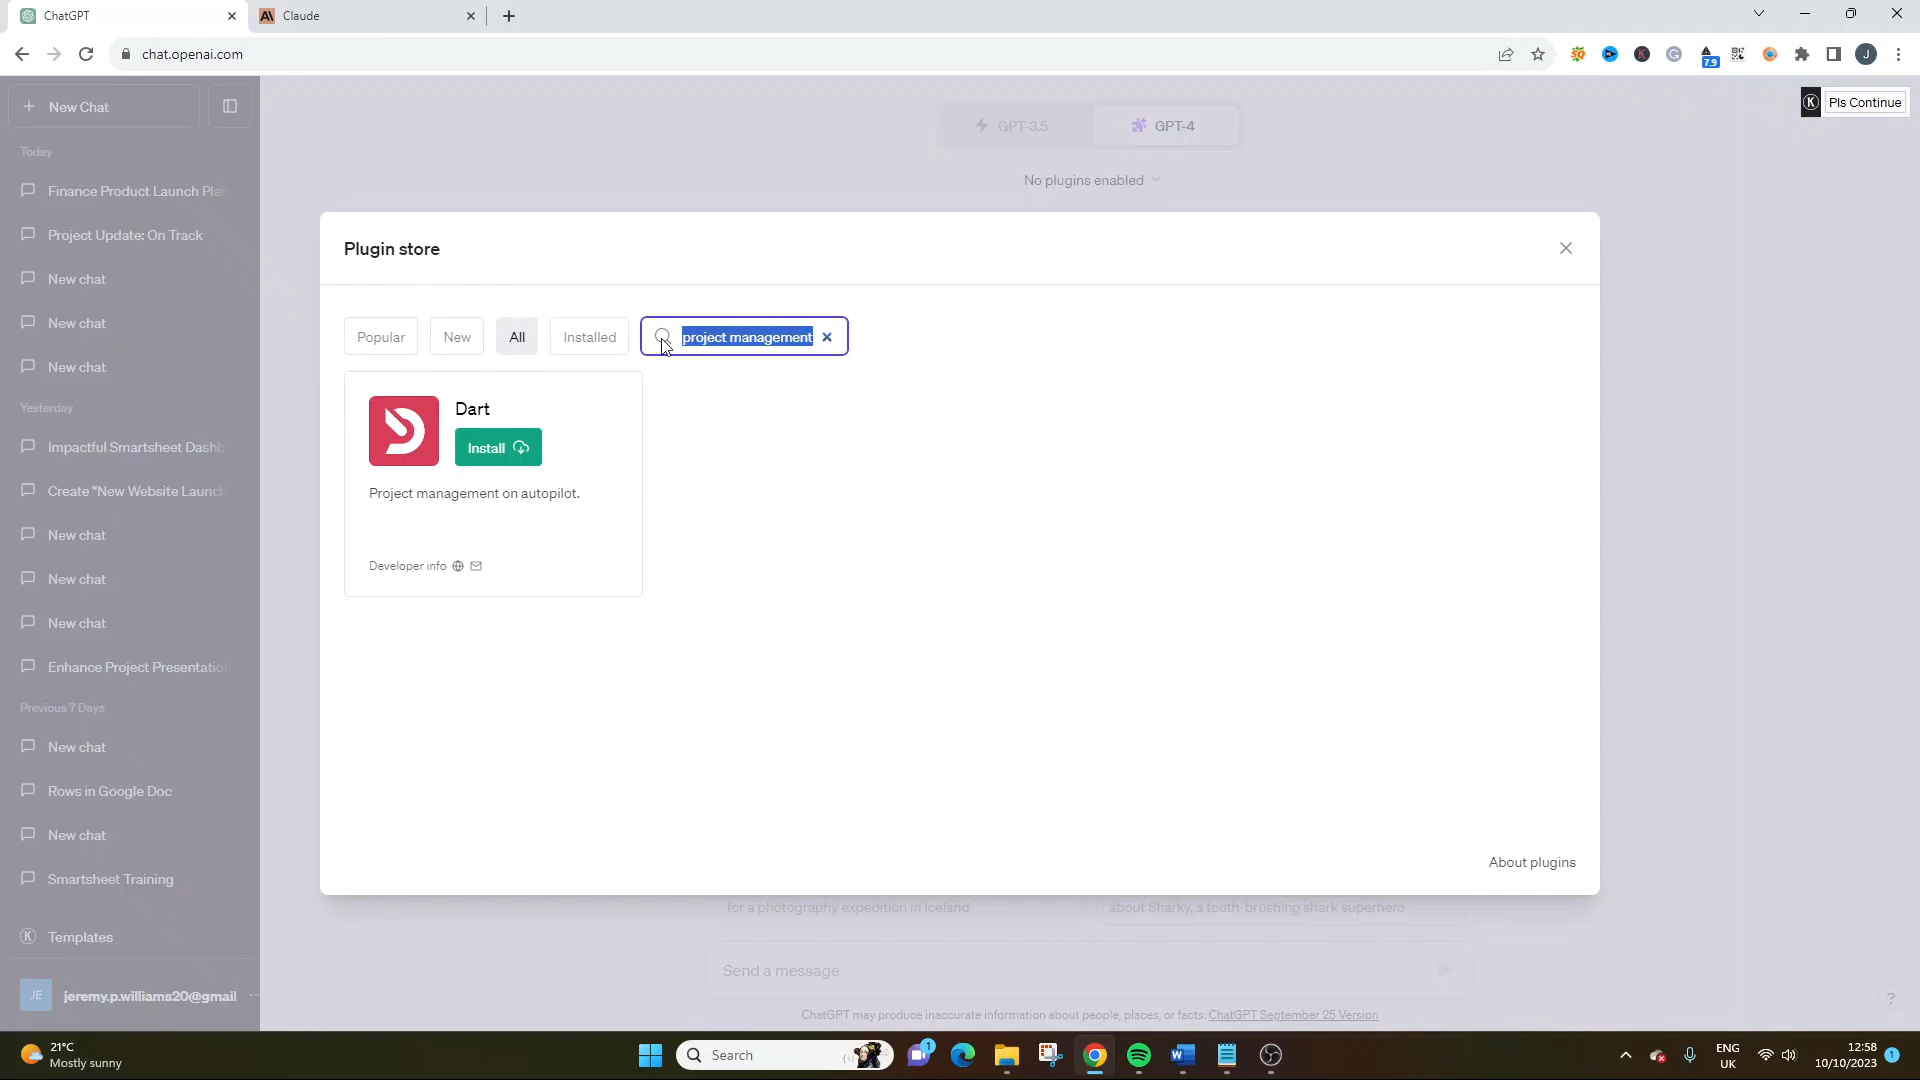 ChatGPT
Claude
chat.openai.com
7.9
J
New Chat
K
Pls Continue
GPT-3.5
GPT-4
No plugins enabled
Today
Finance Product Launch Plan
Project Update: On Track
New chat
New chat
New chat
Yesterday
Impactful Smartsheet Dashb
Create "New Website Launch
New chat
New chat
New chat
Enhance Project Presentation
Previous 7 Days
New chat
Rows in Google Doc
New chat
Smartsheet Training
K
Templates
JE
jeremy.p.williams20@gmail
Plugin store
Popular
New
All
Installed
project management
Dart
Install
Project management on autopilot.
Developer info
About plugins
for a photography expedition in Iceland
about Sharky, a tooth-brushing shark superhero
Send a message
ChatGPT may produce inaccurate information about people, places, or facts. ChatGPT September 25 Version
?
21°C
Mostly sunny
Search
1
ENG
UK
12:58
10/10/2023
1